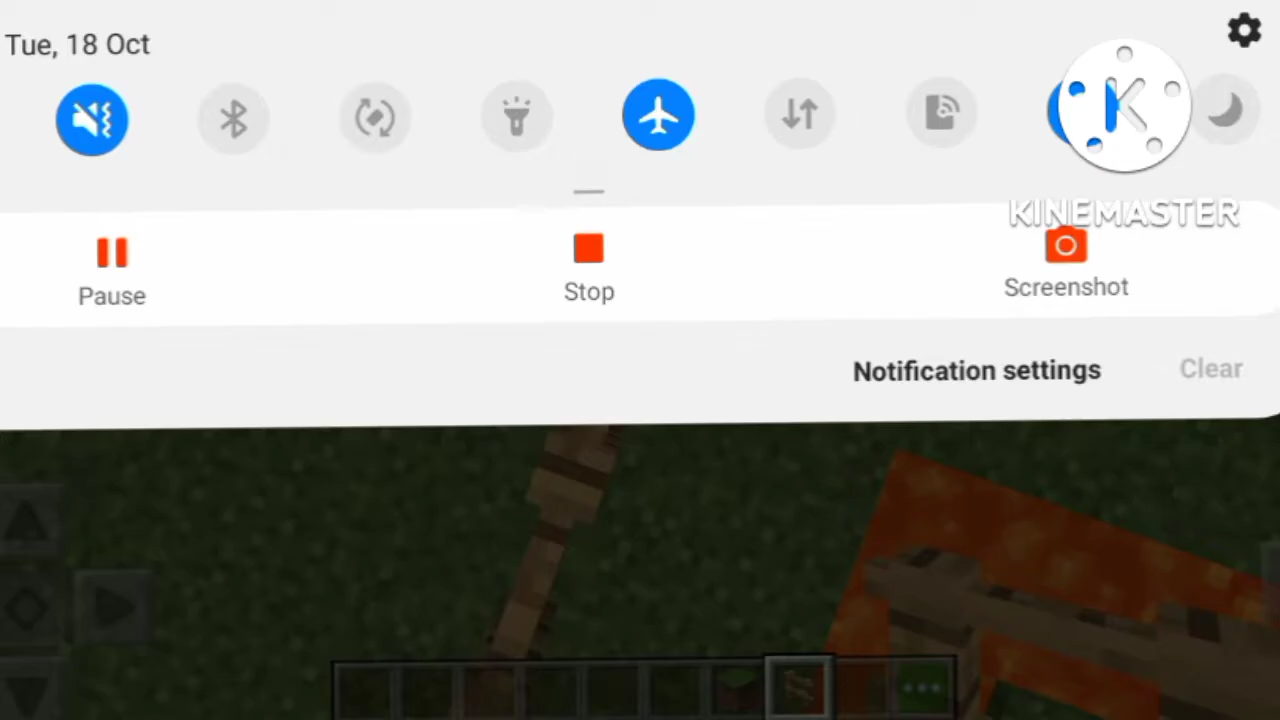 Tue, 18 Oct
K
KINEMASTER
Pause
Stop
Screenshot
Notification settings
Clear